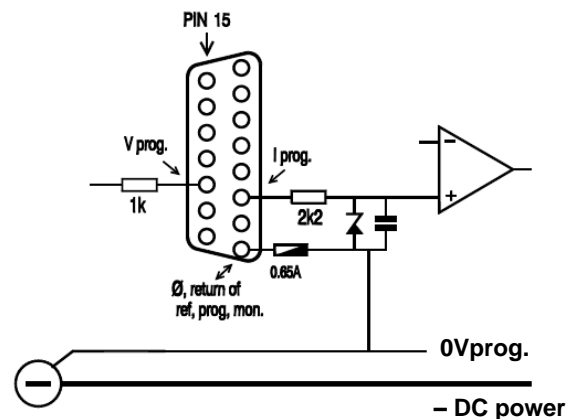 PIN 15
V prog.
I prog.
1k
2k2
0.65A
Ø, return of
ref, prog, mon.
0Vprog.
– DC power